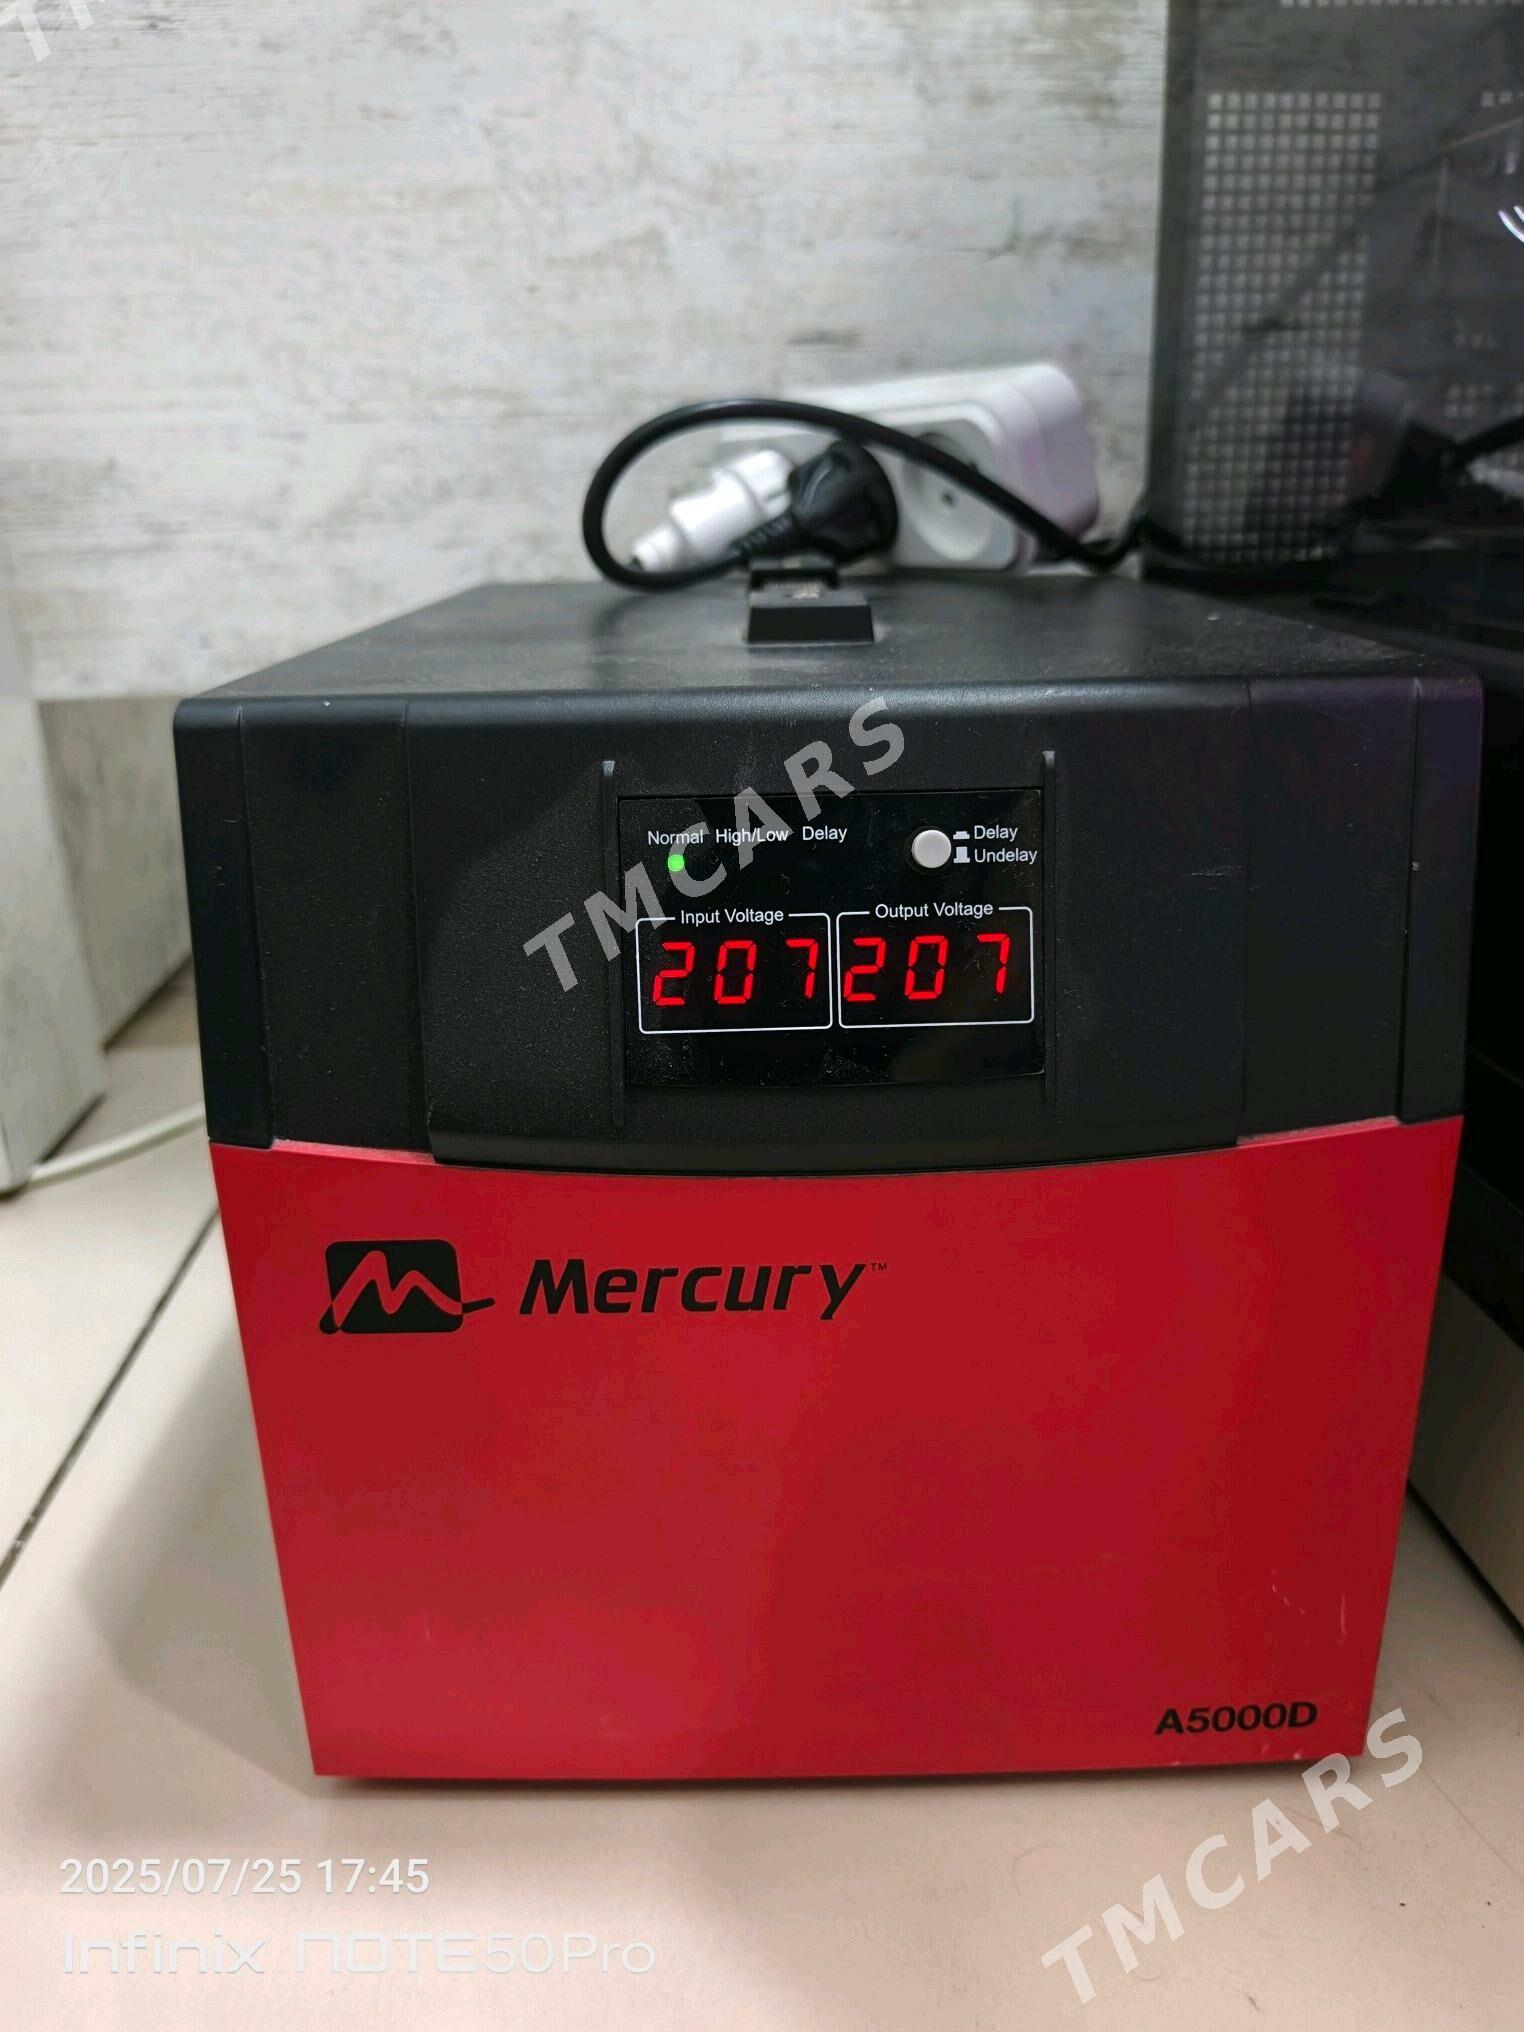 TM
Normal High/Low Delay
Delay
Undelay
Input Voltage Output Voltage
207 207
TMCARS
Mercury™
A5000D
TMCARS
2025/07/25 17:45
Infinix NOTE50Pro